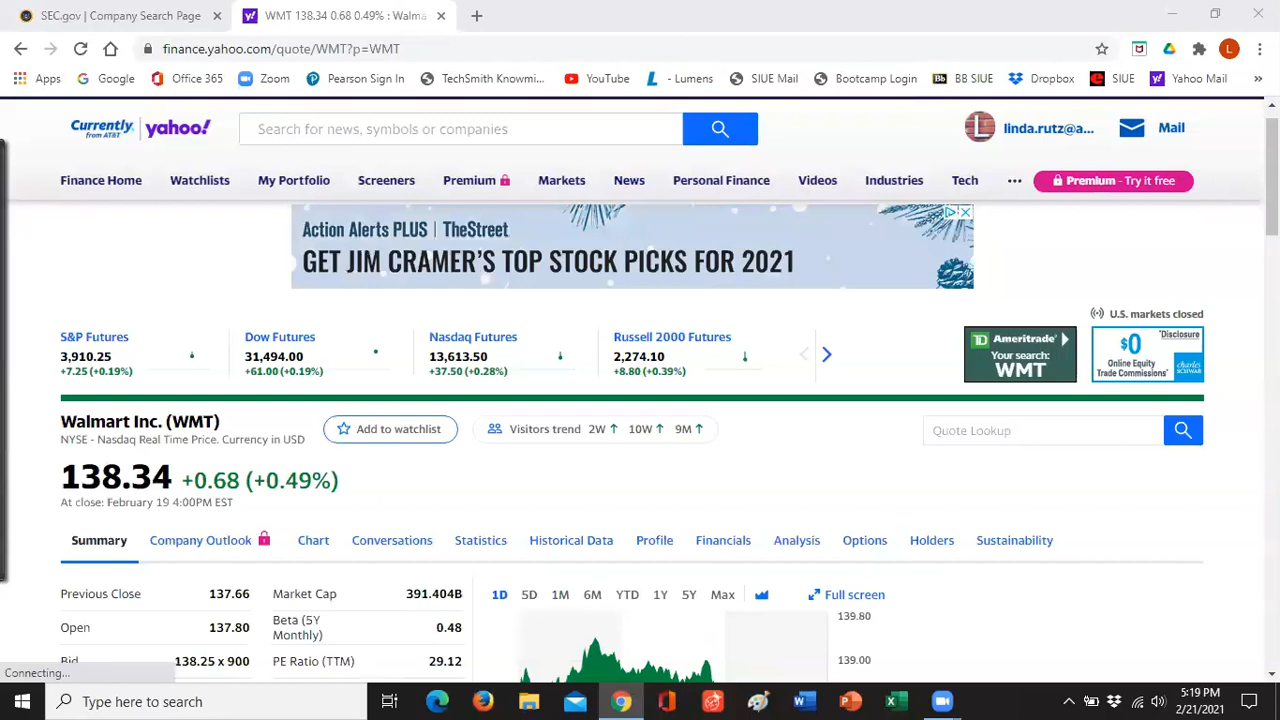 SEC.gov | Company Search Page
WMT 138.34 0.68 0.49% : Walma
finance.yahoo.com/quote/WMT?p=WMT
L
Apps Google Office 365 Zoom Pearson Sign In TechSmith Knowmi... YouTube - Lumens SIUE Mail Bootcamp Login Bb BB SIUE Dropbox SIUE Yahoo Mail »
Currently, yahoo!
from AT&T
Search for news, symbols or companies
L linda.rutz@a... Mail
Finance Home Watchlists My Portfolio Screeners Premium Markets News Personal Finance Videos Industries Tech ... Premium - Try it free
Action Alerts PLUS | TheStreet
GET JIM CRAMER'S TOP STOCK PICKS FOR 2021
U.S. markets closed
S&P Futures Dow Futures Nasdaq Futures Russell 2000 Futures
3,910.25 31,494.00 13,613.50 2,274.10
+7.25 (+0.19%) +61.00 (+0.19%) +37.50 (+0.28%) +8.80 (+0.39%)
TD Ameritrade
Your search:
WMT
*Disclosure
$0
Online Equity
Trade Commissions*
charles
SCHWAB
Walmart Inc. (WMT)
NYSE - Nasdaq Real Time Price. Currency in USD
Add to watchlist
Visitors trend 2W ↑ 10W ↑ 9M ↑
Quote Lookup
138.34 +0.68 (+0.49%)
At close: February 19 4:00PM EST
Summary Company Outlook Chart Conversations Statistics Historical Data Profile Financials Analysis Options Holders Sustainability
Previous Close 137.66
Open 137.80
Bid 138.25 x 900
Market Cap 391.404B
Beta (5Y
Monthly) 0.48
PE Ratio (TTM) 29.12
1D 5D 1M 6M YTD 1Y 5Y Max Full screen
139.80
139.00
Connecting...
Type here to search
5:19 PM
2/21/2021